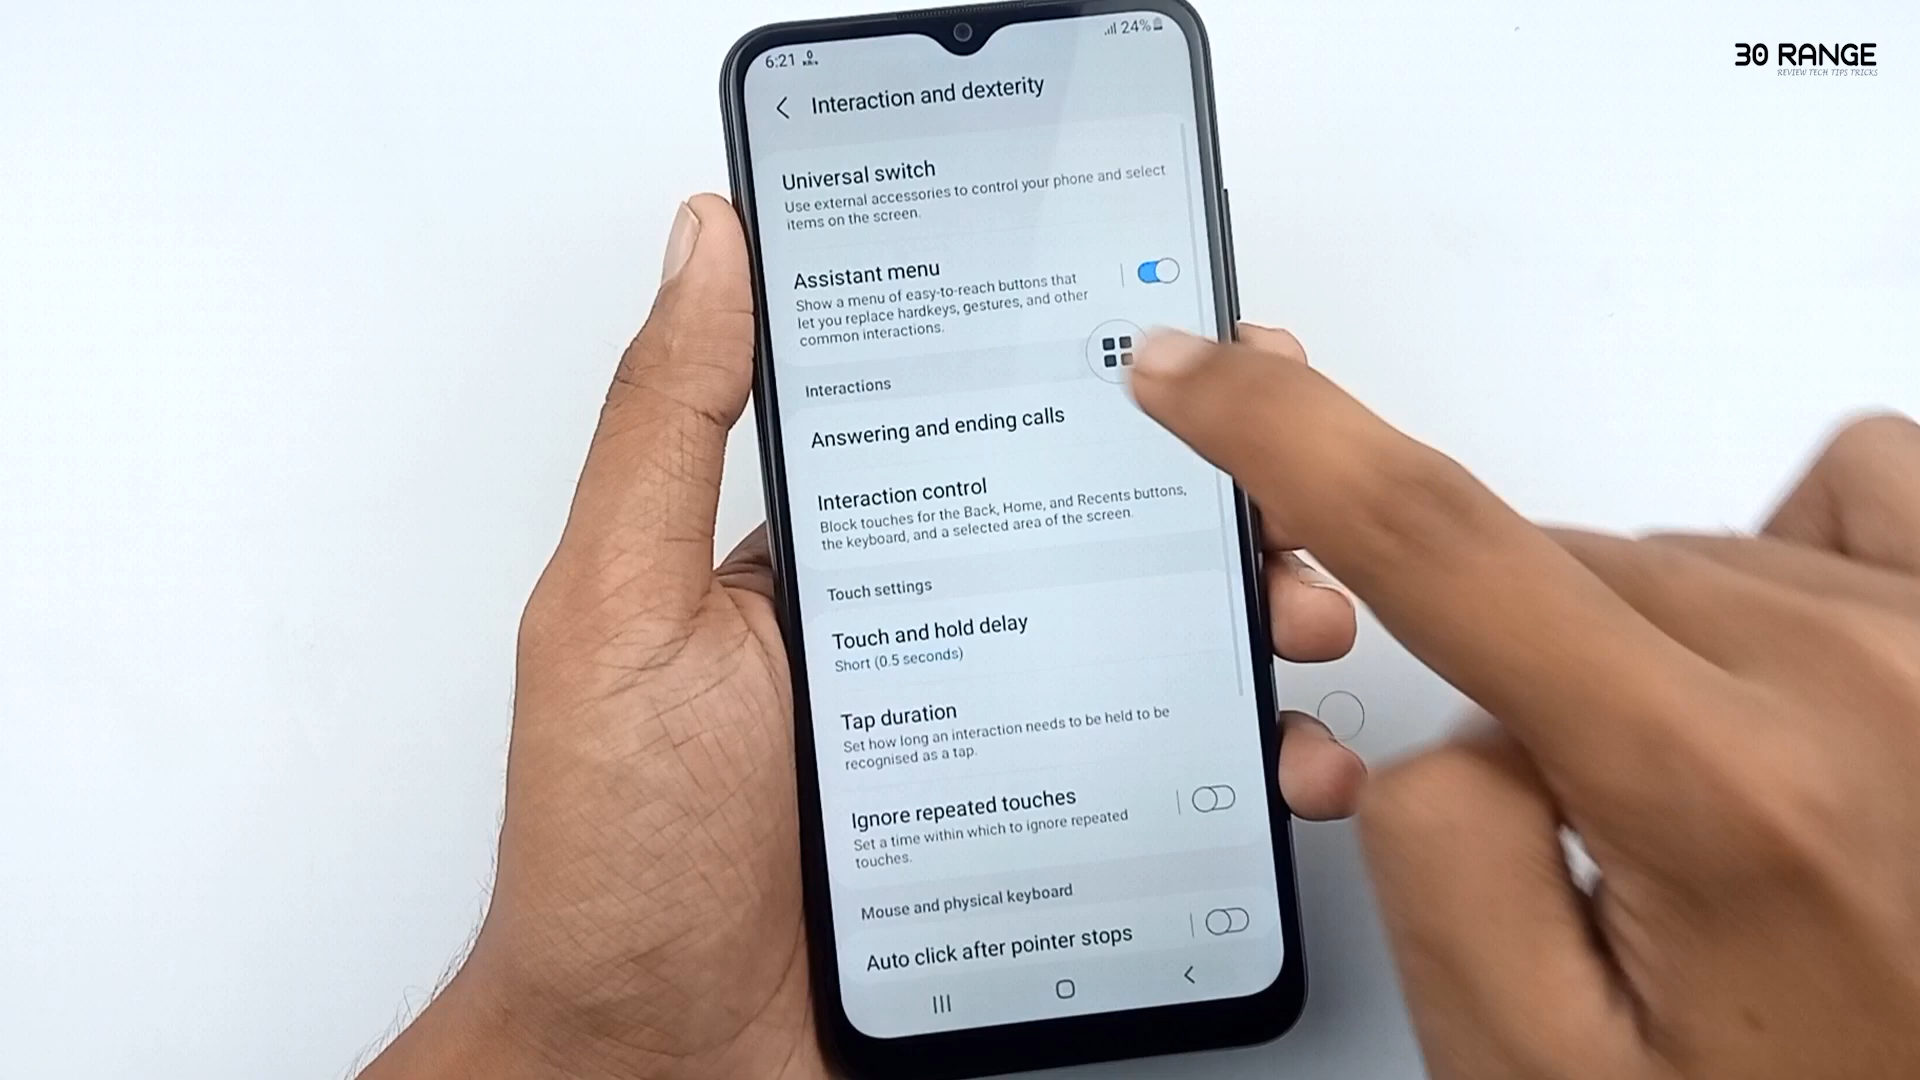 30 RANGE
REVIEW TECH TIPS TRICKS
6:21 0 KB/s
24%
Interaction and dexterity
Universal switch
Use external accessories to control your phone and select
items on the screen.
Assistant menu
Show a menu of easy-to-reach buttons that
let you replace hardkeys, gestures, and other
common interactions.
Interactions
Answering and ending calls
Interaction control
Block touches for the Back, Home, and Recents buttons,
the keyboard, and a selected area of the screen.
Touch settings
Touch and hold delay
Short (0.5 seconds)
Tap duration
Set how long an interaction needs to be held to be
recognised as a tap.
Ignore repeated touches
Set a time within which to ignore repeated
touches.
Mouse and physical keyboard
Auto click after pointer stops